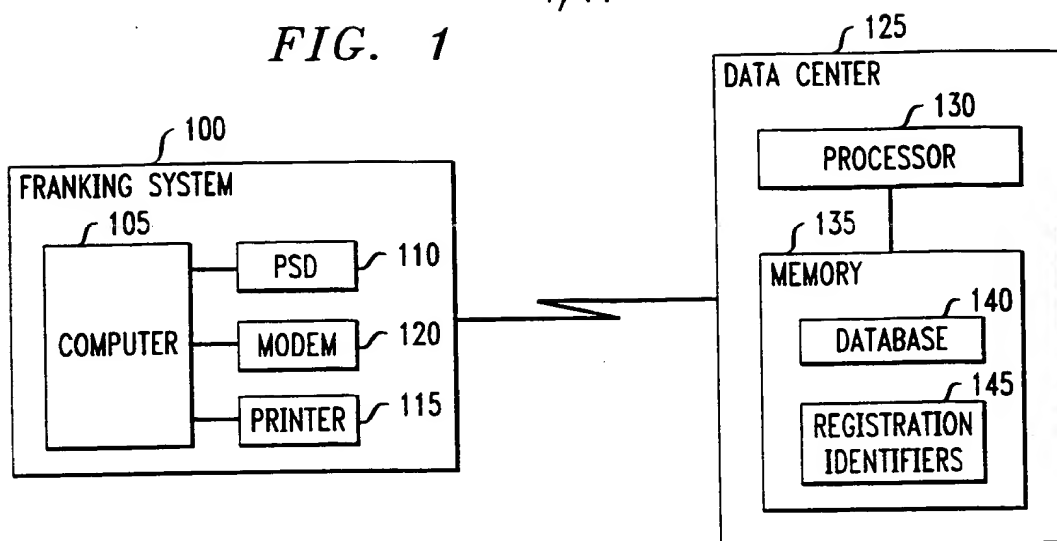 FIG. 1
125
DATA CENTER
130
PROCESSOR
135
MEMORY
140
DATABASE
145
REGISTRATION
IDENTIFIERS
100
FRANKING SYSTEM
105
COMPUTER
PSD
110
MODEM
120
PRINTER
115